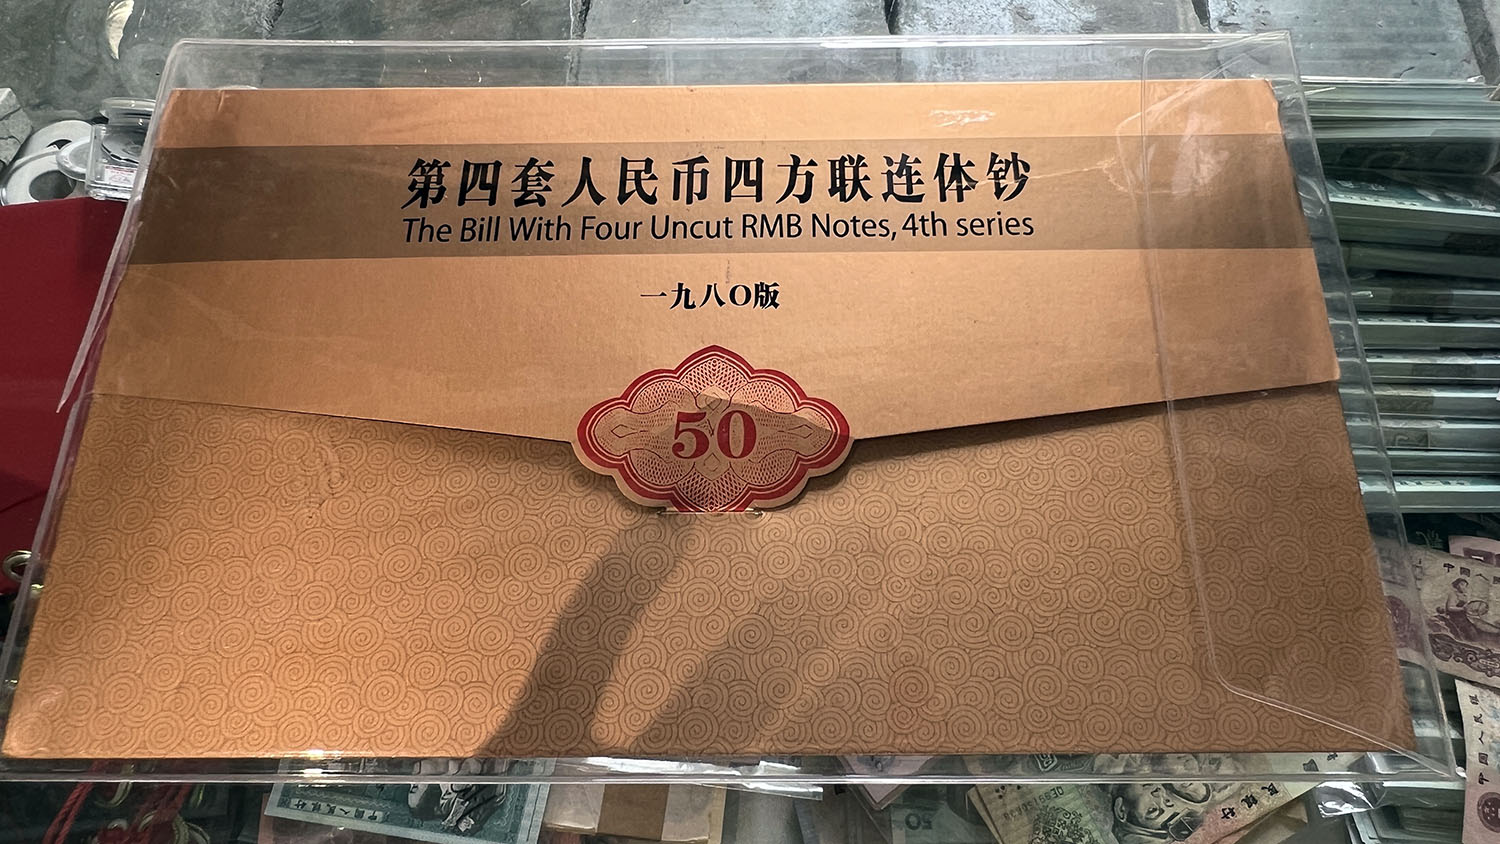 第四套人民币四方联连体钞
The Bill With Four Uncut RMB Notes, 4th series
一九八〇版
50